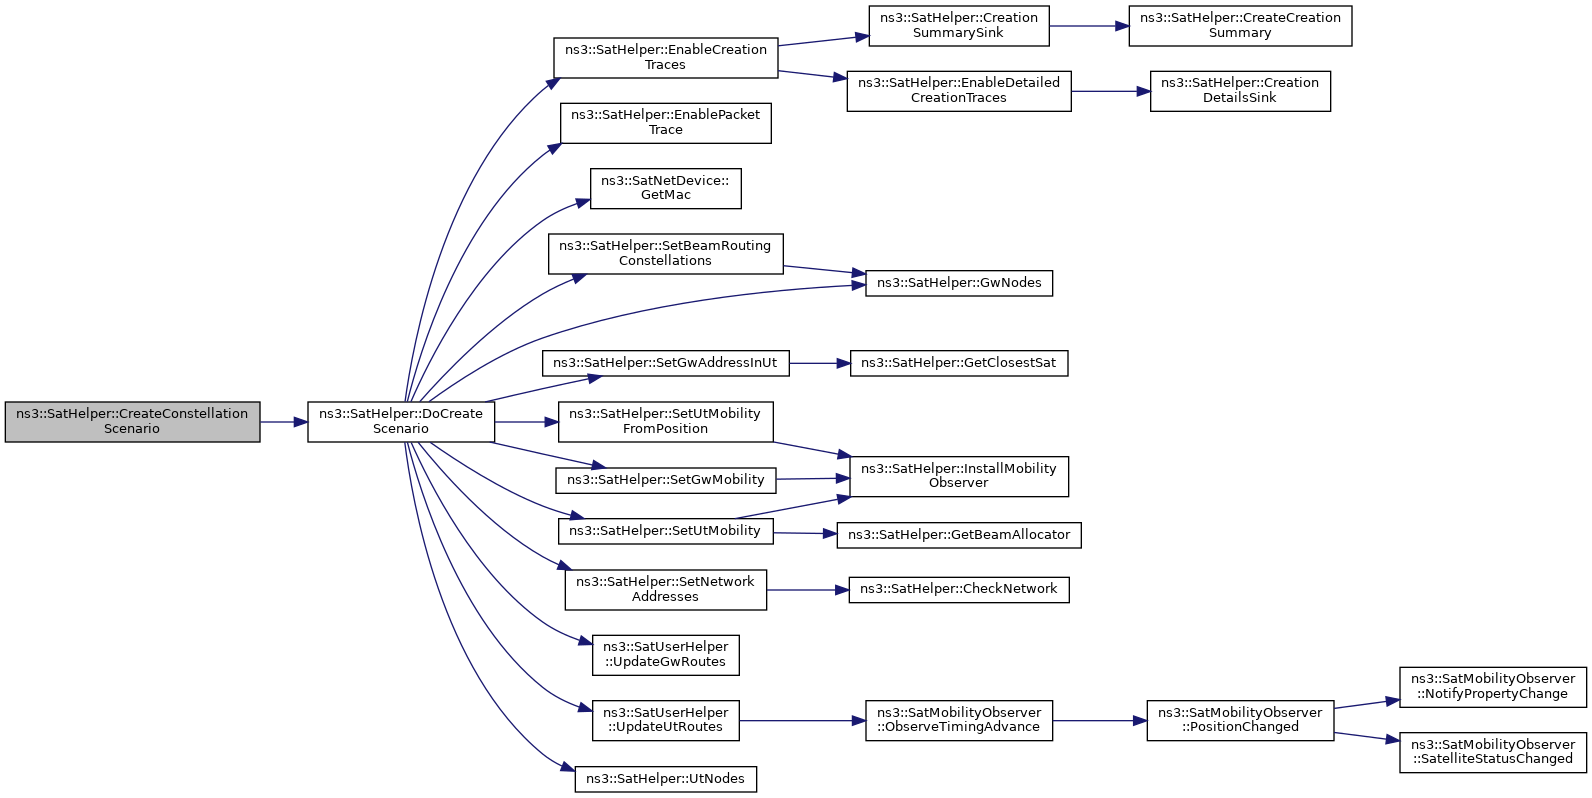 ns3::SatHelper::CreateConstellation
Scenario
ns3::SatHelper::DoCreate
Scenario
ns3::SatHelper::EnableCreation
Traces
ns3::SatHelper::EnablePacket
Trace
ns3::SatNetDevice::
GetMac
ns3::SatHelper::SetBeamRouting
Constellations
ns3::SatHelper::SetGwAddressInUt
ns3::SatHelper::SetUtMobility
FromPosition
ns3::SatHelper::SetGwMobility
ns3::SatHelper::SetUtMobility
ns3::SatHelper::SetNetwork
Addresses
ns3::SatUserHelper
::UpdateGwRoutes
ns3::SatUserHelper
::UpdateUtRoutes
ns3::SatHelper::UtNodes
ns3::SatHelper::Creation
SummarySink
ns3::SatHelper::EnableDetailed
CreationTraces
ns3::SatHelper::GwNodes
ns3::SatHelper::GetClosestSat
ns3::SatHelper::InstallMobility
Observer
ns3::SatHelper::GetBeamAllocator
ns3::SatHelper::CheckNetwork
ns3::SatMobilityObserver
::ObserveTimingAdvance
ns3::SatHelper::CreateCreation
Summary
ns3::SatHelper::Creation
DetailsSink
ns3::SatMobilityObserver
::PositionChanged
ns3::SatMobilityObserver
::NotifyPropertyChange
ns3::SatMobilityObserver
::SatelliteStatusChanged